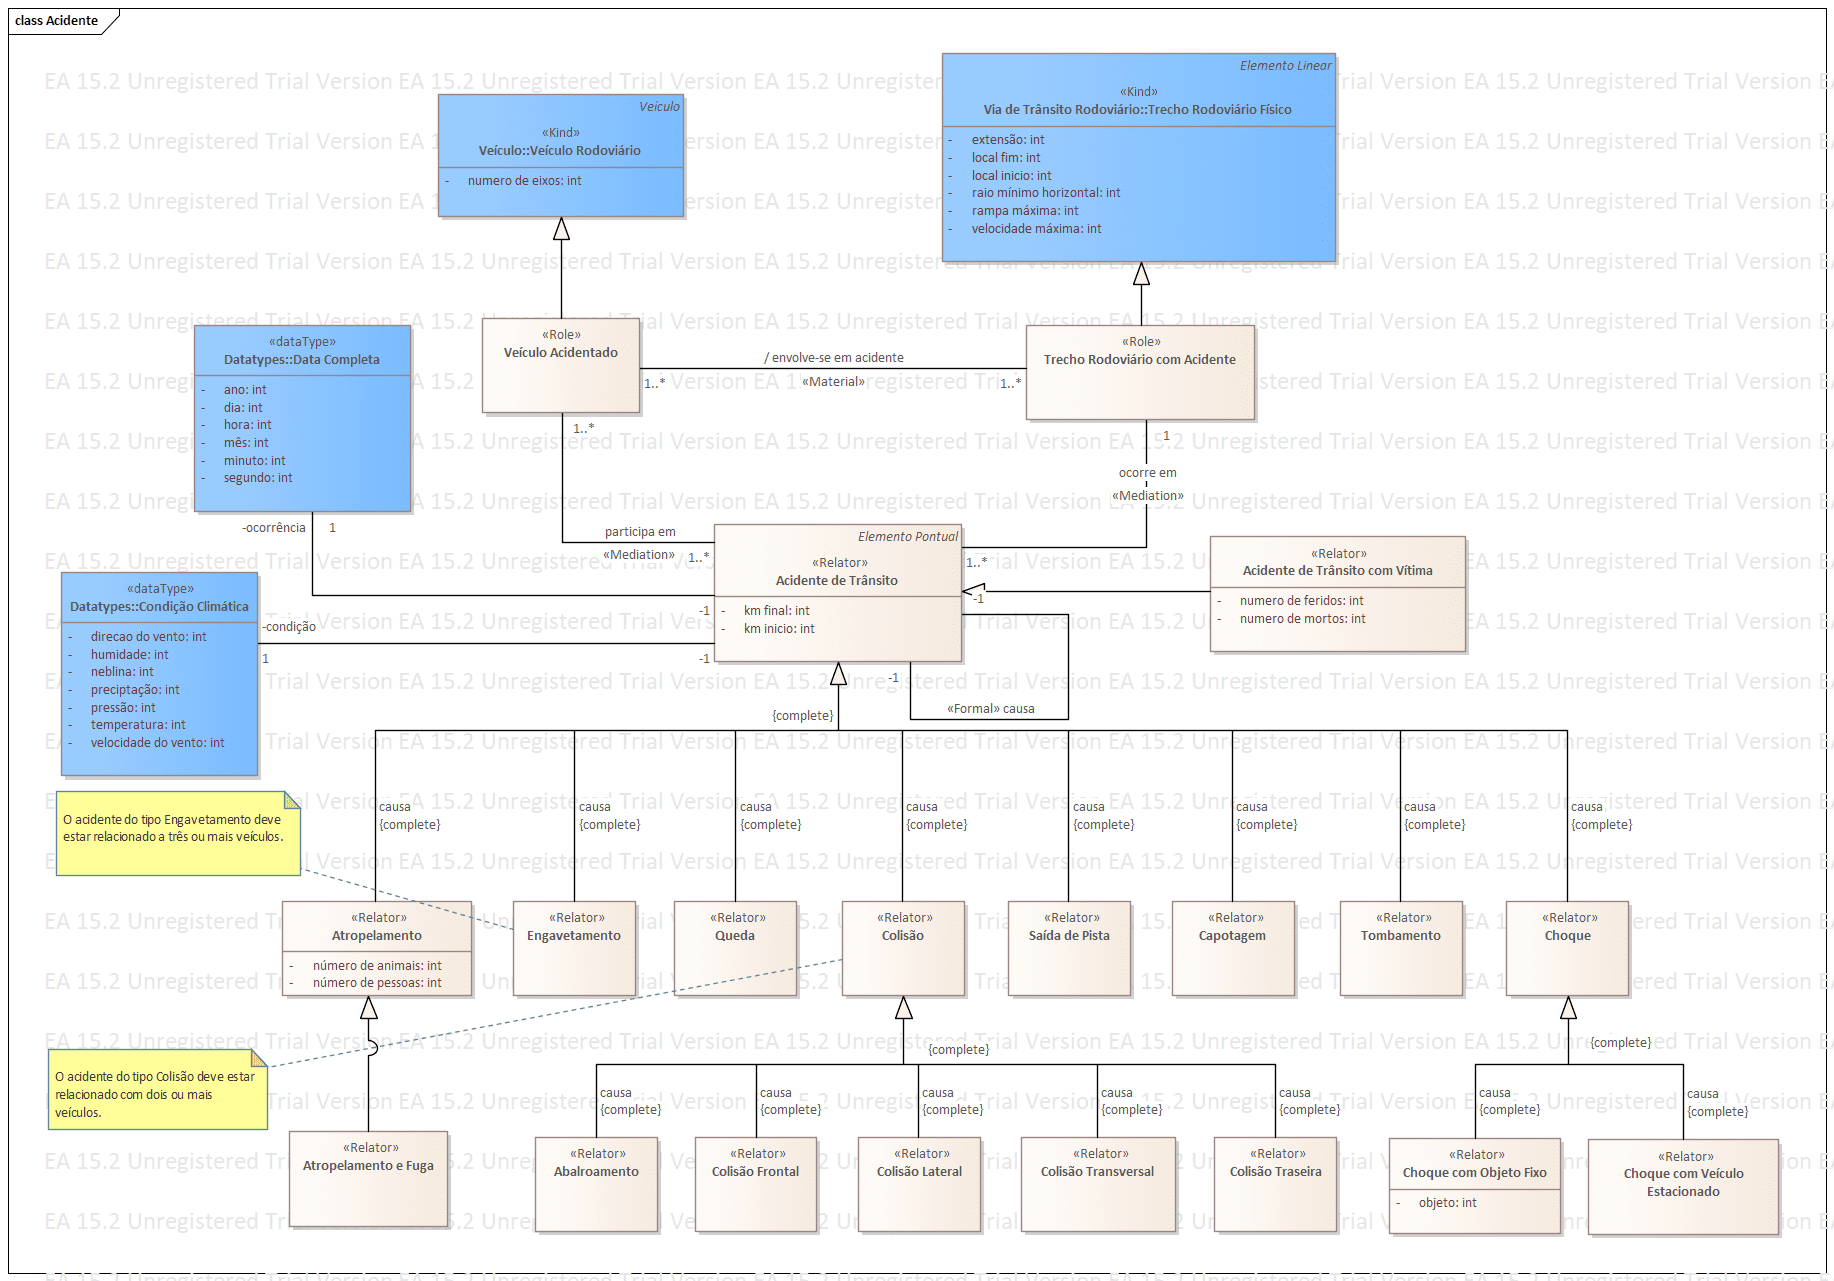 class Acidente
EA 15.2 Unregistered Trial Version
Veículo
«Kind»
Veículo::Veículo Rodoviário
- numero de eixos: int
Elemento Linear
«Kind»
Via de Trânsito Rodoviário::Trecho Rodoviário Físico
- extensão: int
- local fim: int
- local inicio: int
- raio mínimo horizontal: int
- rampa máxima: int
- velocidade máxima: int
«dataType»
Datatypes::Data Completa
- ano: int
- dia: int
- hora: int
- mês: int
- minuto: int
- segundo: int
«Role»
Veículo Acidentado
/ envolve-se em acidente
«Material»
1..*
1..*
«Role»
Trecho Rodoviário com Acidente
1..*
1
ocorre em
«Mediation»
-ocorrência
1
participa em
«Mediation»
1..*
Elemento Pontual
«Relator»
Acidente de Trânsito
- km final: int
- km inicio: int
1..*
-1
«Relator»
Acidente de Trânsito com Vítima
- numero de feridos: int
- numero de mortos: int
«dataType»
Datatypes::Condição Climática
- direcao do vento: int
- humidade: int
- neblina: int
- preciptação: int
- pressão: int
- temperatura: int
- velocidade do vento: int
-condição
1
-1
-1
-1
«Formal» causa
{complete}
O acidente do tipo Engavetamento deve
estar relacionado a três ou mais veículos.
causa
{complete}
causa
{complete}
causa
{complete}
causa
{complete}
causa
{complete}
causa
{complete}
causa
{complete}
causa
{complete}
«Relator»
Atropelamento
- número de animais: int
- número de pessoas: int
«Relator»
Engavetamento
«Relator»
Queda
«Relator»
Colisão
«Relator»
Saída de Pista
«Relator»
Capotagem
«Relator»
Tombamento
«Relator»
Choque
O acidente do tipo Colisão deve estar
relacionado com dois ou mais
veículos.
{complete}
{complete}
causa
{complete}
causa
{complete}
causa
{complete}
causa
{complete}
causa
{complete}
causa
{complete}
causa
{complete}
«Relator»
Atropelamento e Fuga
«Relator»
Abalroamento
«Relator»
Colisão Frontal
«Relator»
Colisão Lateral
«Relator»
Colisão Transversal
«Relator»
Colisão Traseira
«Relator»
Choque com Objeto Fixo
- objeto: int
«Relator»
Choque com Veículo
Estacionado